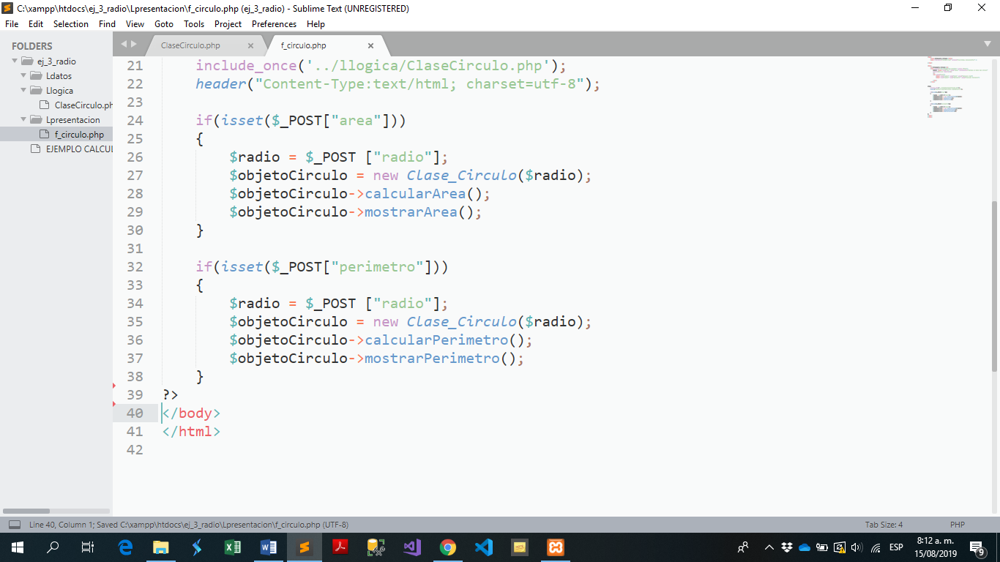 C:\xampp\htdocs\ej_3_radio\Lpresentacion\f_circulo.php (ej_3_radio) - Sublime Text (UNREGISTERED)
File Edit Selection Find View Goto Tools Project Preferences Help
FOLDERS
ej_3_radio
Ldatos
Llogica
ClaseCirculo.ph
Lpresentacion
f_circulo.php
EJEMPLO CALCUL
ClaseCirculo.php
f_circulo.php
21 include_once('../llogica/ClaseCirculo.php');
22 header("Content-Type:text/html; charset=utf-8");
23
24 if(isset($_POST["area"]))
25 {
26 $radio = $_POST ["radio"];
27 $objetoCirculo = new Clase_Circulo($radio);
28 $objetoCirculo->calcularArea();
29 $objetoCirculo->mostrarArea();
30 }
31
32 if(isset($_POST["perimetro"]))
33 {
34 $radio = $_POST ["radio"];
35 $objetoCirculo = new Clase_Circulo($radio);
36 $objetoCirculo->calcularPerimetro();
37 $objetoCirculo->mostrarPerimetro();
38 }
39 ?>
40 </body>
41 </html>
42
Line 40, Column 1; Saved C:\xampp\htdocs\ej_3_radio\Lpresentacion\f_circulo.php (UTF-8)
Tab Size: 4 PHP
ESP
8:12 a. m.
15/08/2019
9